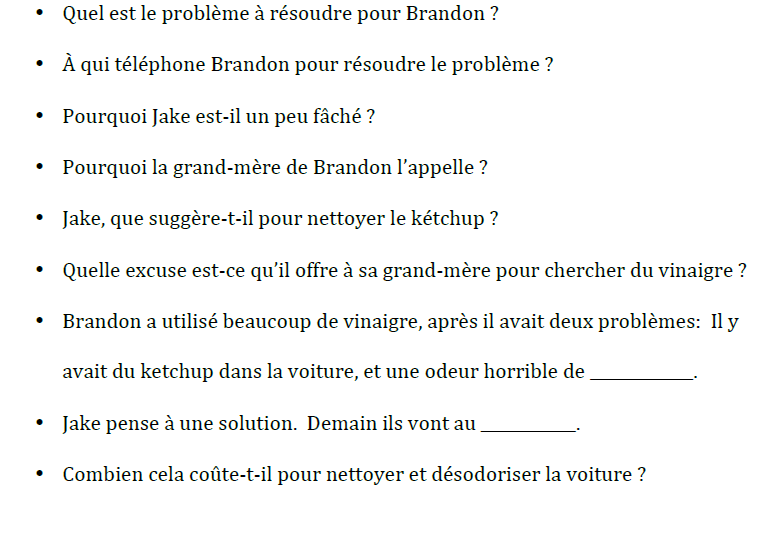 • Quel est le problème à résoudre pour Brandon ?
• À qui téléphone Brandon pour résoudre le problème ?
• Pourquoi Jake est-il un peu fâché ?
• Pourquoi la grand-mère de Brandon l’appelle ?
• Jake, que suggère-t-il pour nettoyer le kétchup ?
• Quelle excuse est-ce qu’il offre à sa grand-mère pour chercher du vinaigre ?
• Brandon a utilisé beaucoup de vinaigre, après il avait deux problèmes:  Il y
avait du ketchup dans la voiture, et une odeur horrible de ___________.
• Jake pense à une solution.  Demain ils vont au __________.
• Combien cela coûte-t-il pour nettoyer et désodoriser la voiture ?